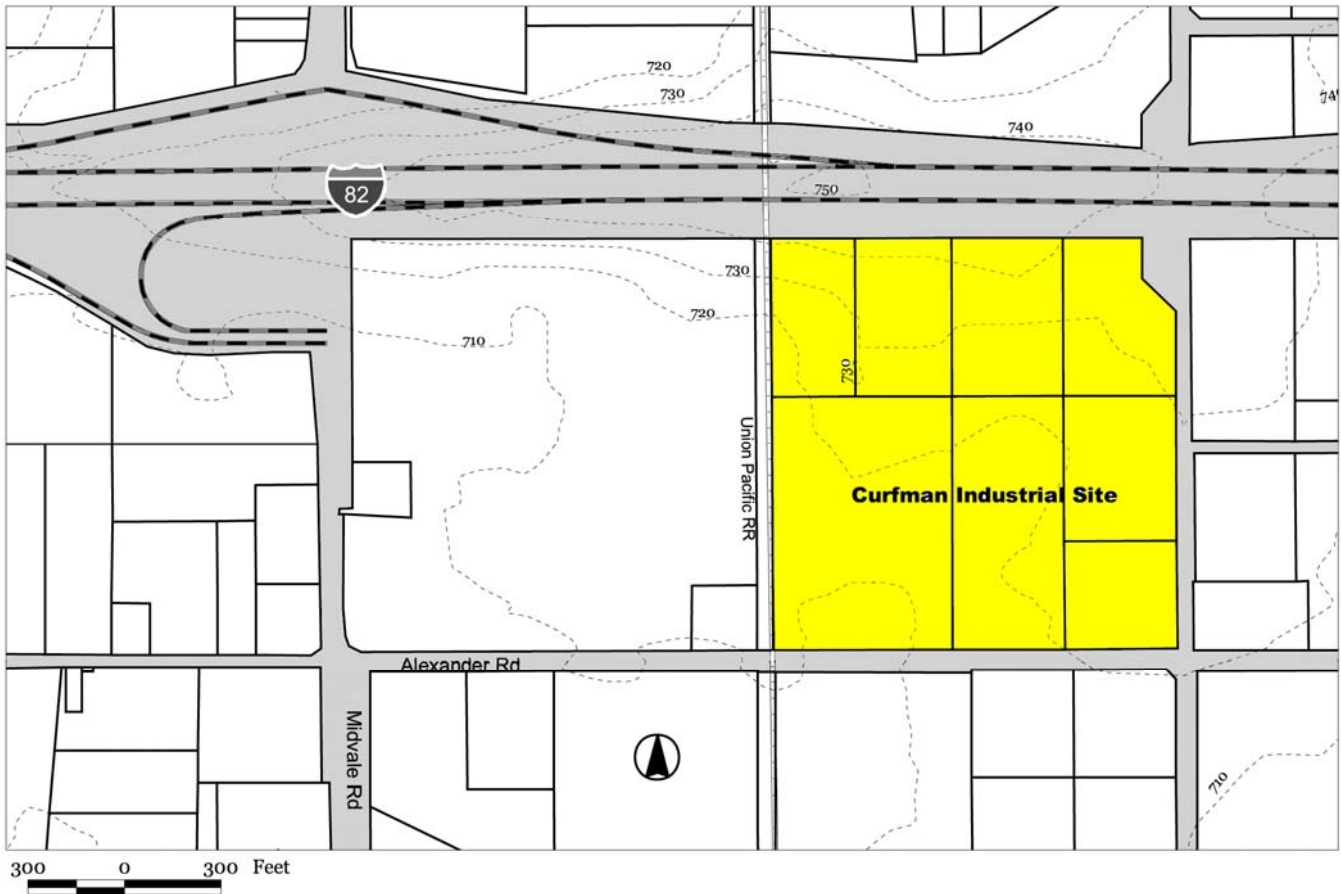 720
730
740
74
82
750
730
720
710
730
Union Pacific RR
Curfman Industrial Site
Alexander Rd
Midvale Rd
710
300 0 300 Feet